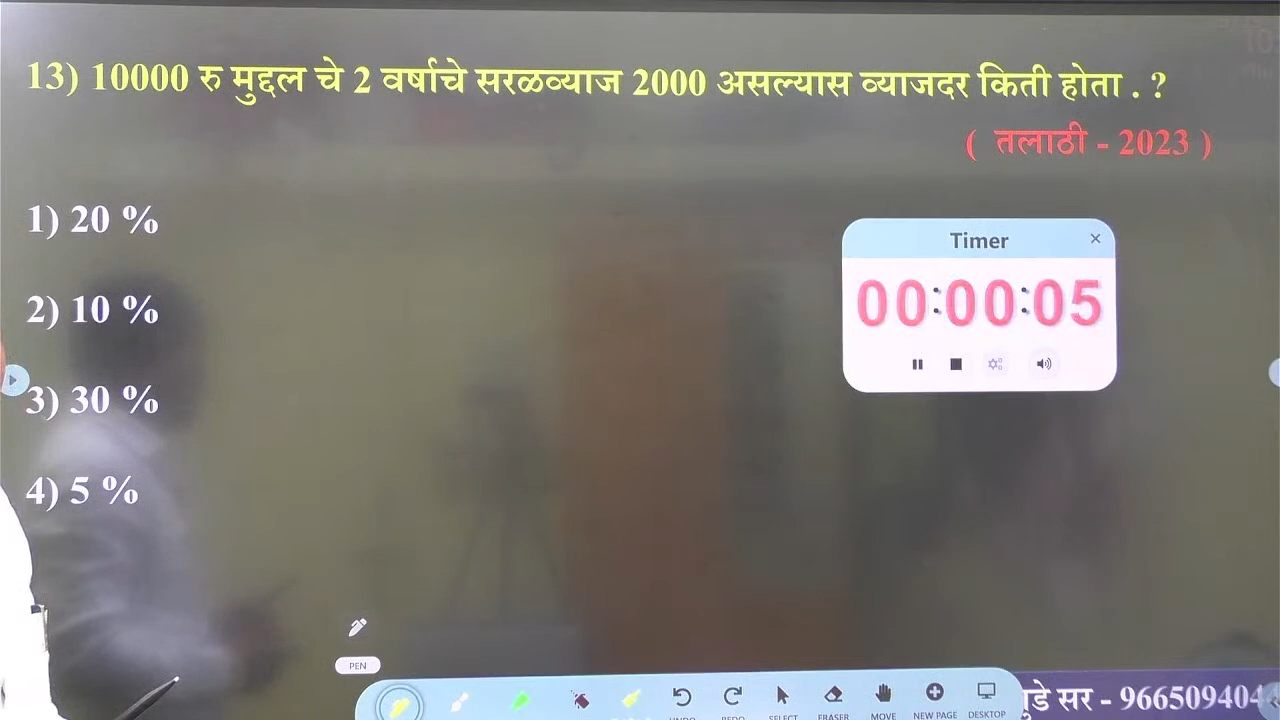 13) 10000 रु मुद्दल चे 2 वर्षाचे सरळव्याज 2000 असल्यास व्याजदर किती होता . ?
( तलाठी - 2023 )
1) 20 %
2) 10 %
3) 30 %
4) 5 %
Timer
00:00:05
PEN
UNDO REDO SELECT ERASER MOVE NEW PAGE DESKTOP
सर - 966509404